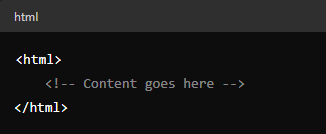 html
<html>
<!-- Content goes here -->
</html>